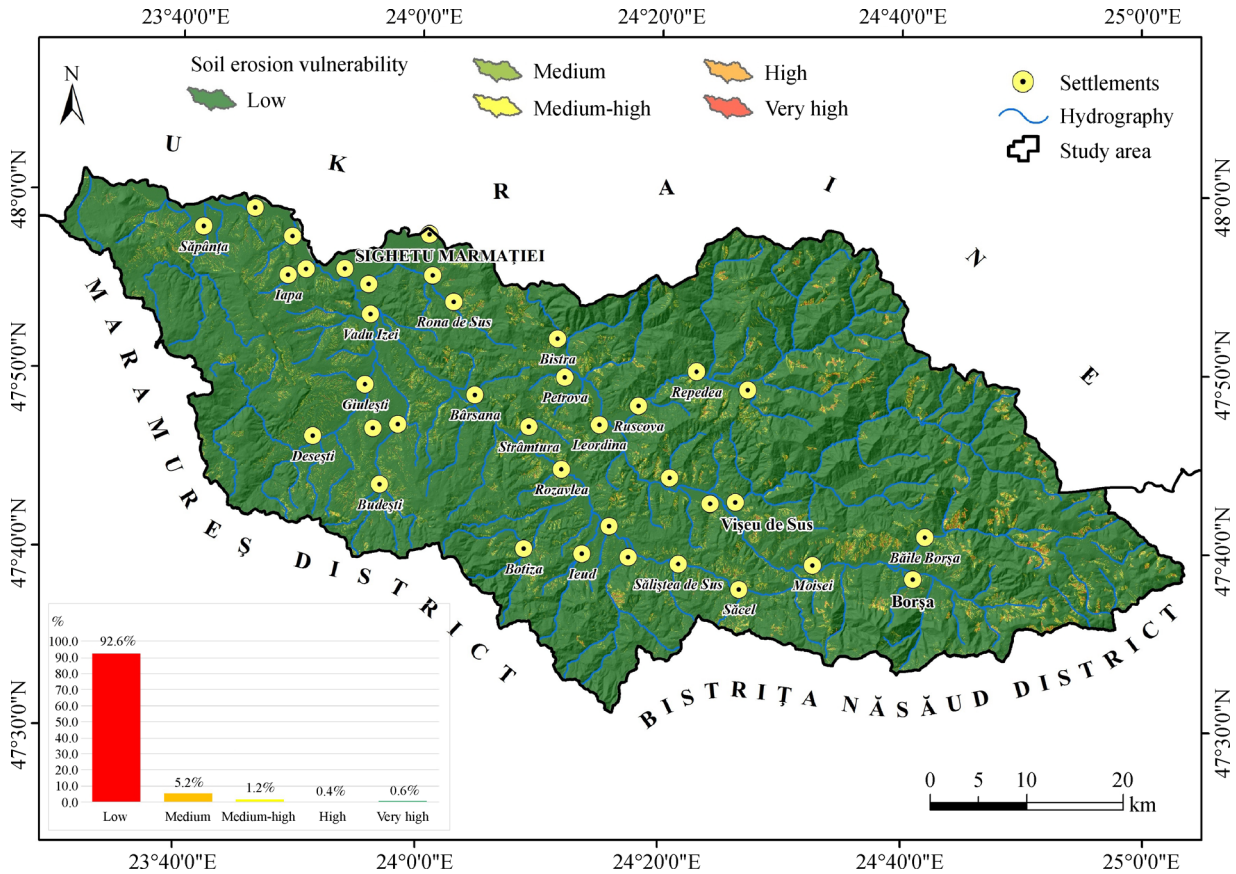 23°40'0"E 24°0'0"E 24°20'0"E 24°40'0"E 25°0'0"E
N
Soil erosion vulnerability
Low
Medium
Medium-high
High
Very high
Settlements
Hydrography
Study area
U K R A I N E
48°0'0"N
48°0'0"N
47°50'0"N
47°50'0"N
47°40'0"N
47°40'0"N
47°30'0"N
47°30'0"N
Săpânța
SIGHETU MARMAȚIEI
Iapa
Rona de Sus
Vadu Izei
Bistra
Petrova
Repedea
Giulești
Bârsana
Ruscova
Strâmtura
Leordina
Desești
Rozavlea
Budești
Vișeu de Sus
Botiza
Ieud
Săliștea de Sus
Săcel
Moisei
Băile Borșa
Borșa
MARAMUREȘ DISTRICT
BISTRIȚA NĂSĂUD DISTRICT
%
100.0
90.0
80.0
70.0
60.0
50.0
40.0
30.0
20.0
10.0
0.0
92.6%
5.2%
1.2%
0.4%
0.6%
Low Medium Medium-high High Very high
0 5 10 20
km
23°40'0"E 24°0'0"E 24°20'0"E 24°40'0"E 25°0'0"E